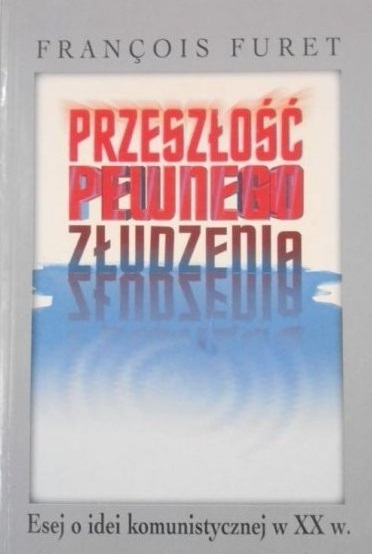 FRANÇOIS FURET
PRZESZŁOŚĆ
PEWNEGO
ZŁUDZENIA
Esej o idei komunistycznej w XX w.